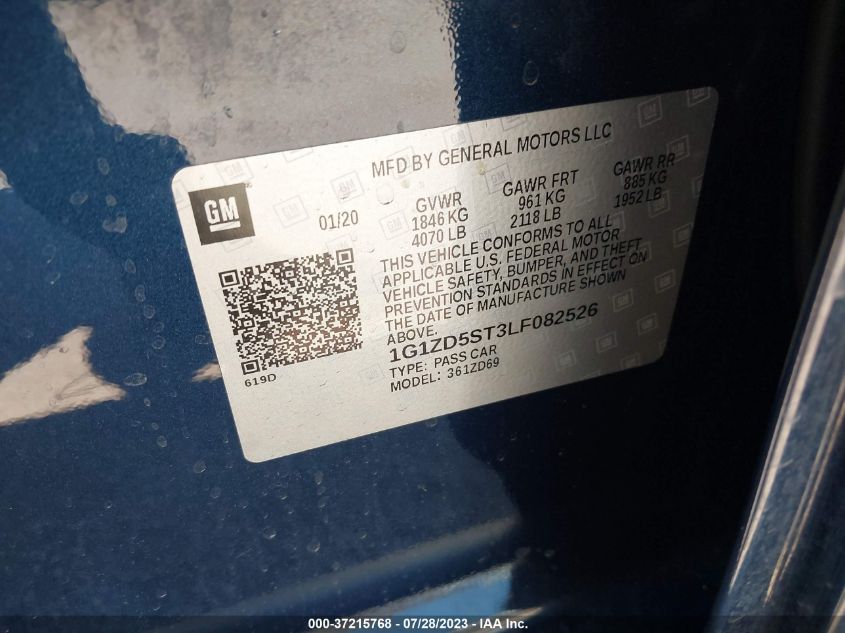 MFD BY GENERAL MOTORS LLC
GM
01/20
GVWR
1846 KG
4070 LB
GAWR FRT
961 KG
2118 LB
GAWR RR
885 KG
1952 LB
THIS VEHICLE CONFORMS TO ALL
APPLICABLE U.S. FEDERAL MOTOR
VEHICLE SAFETY, BUMPER, AND THEFT
PREVENTION STANDARDS IN EFFECT ON
THE DATE OF MANUFACTURE SHOWN
ABOVE.
1G1ZD5ST3LF082526
TYPE: PASS CAR
MODEL: 361ZD69
619D
000-37215768 / 07/28/2023 - IAA Inc.